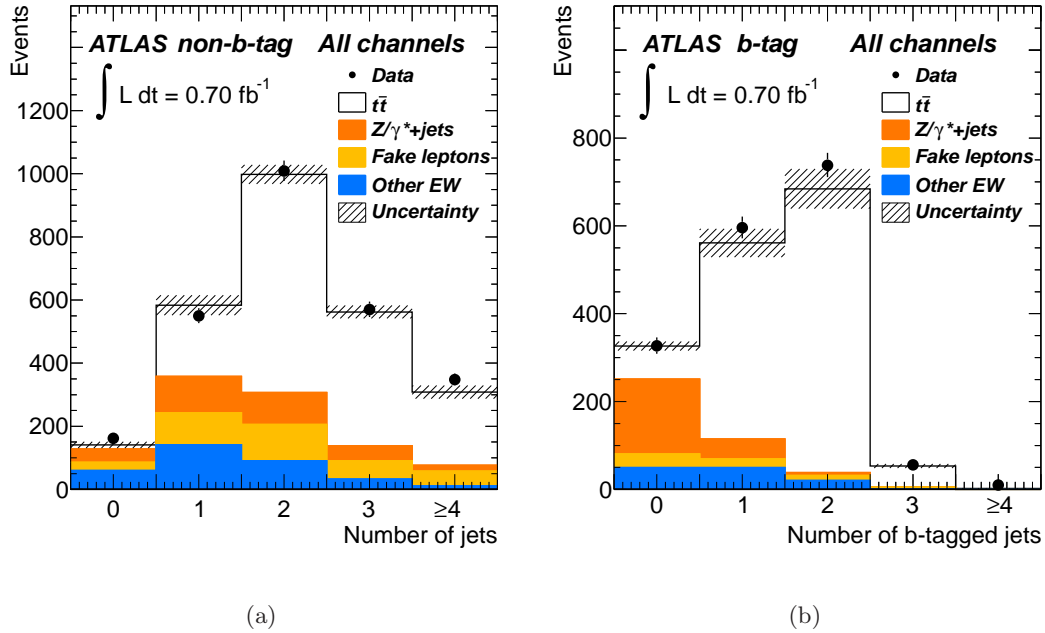 Events
ATLAS non-b-tag All channels
∫ L dt = 0.70 fb⁻¹
Data
tt̄
Z/γ*+jets
Fake leptons
Other EW
Uncertainty
1400
1200
1000
800
600
400
200
0
0 1 2 3 ≥4
Number of jets
(a)
Events
ATLAS b-tag All channels
∫ L dt = 0.70 fb⁻¹
Data
tt̄
Z/γ*+jets
Fake leptons
Other EW
Uncertainty
800
600
400
200
0
0 1 2 3 ≥4
Number of b-tagged jets
(b)